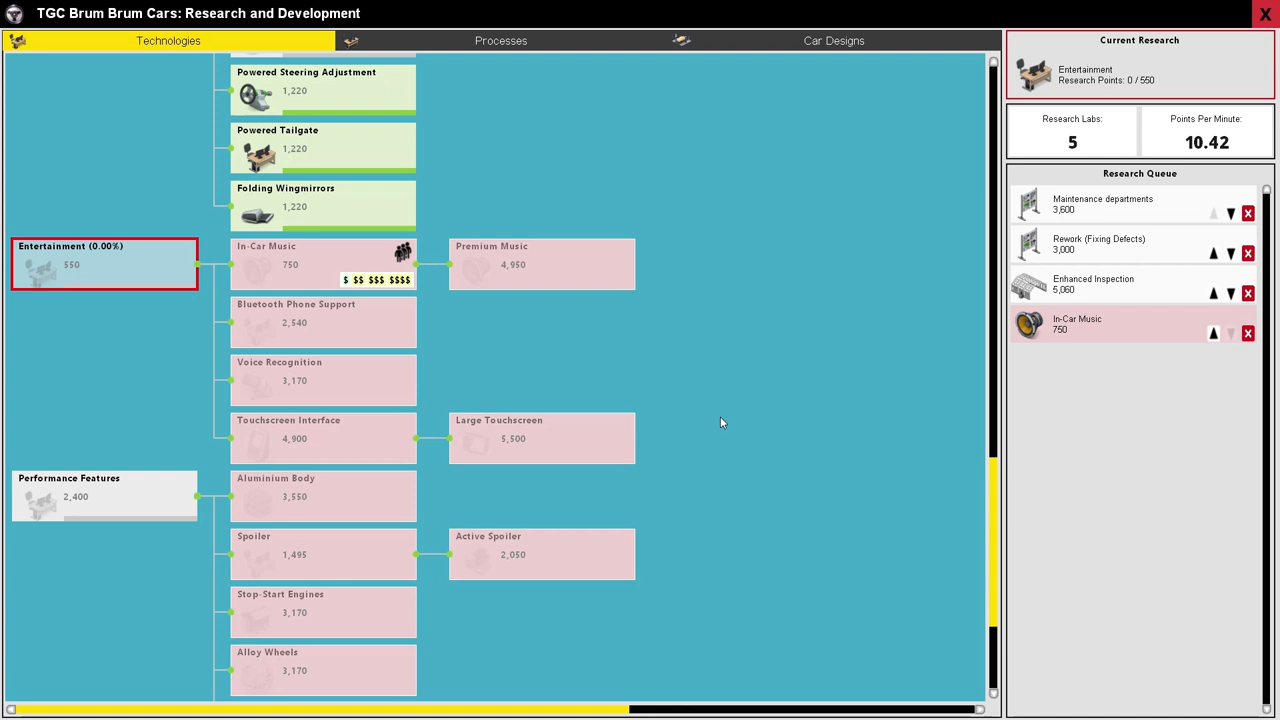 TGC Brum Brum Cars: Research and Development
X
Technologies
Processes
Car Designs
Powered Steering Adjustment
1,220
Powered Tailgate
1,220
Folding Wingmirrors
1,220
Entertainment (0.00%)
550
In-Car Music
750
$ $$ $$$ $$$$
Premium Music
4,950
Bluetooth Phone Support
2,540
Voice Recognition
3,170
Touchscreen Interface
4,900
Large Touchscreen
5,500
Performance Features
2,400
Aluminium Body
3,550
Spoiler
1,495
Active Spoiler
2,050
Stop-Start Engines
3,170
Alloy Wheels
3,170
Current Research
Entertainment
Research Points: 0 / 550
Research Labs:
5
Points Per Minute:
10.42
Research Queue
Maintenance departments
3,600
Rework (Fixing Defects)
3,000
Enhanced Inspection
5,060
In-Car Music
750